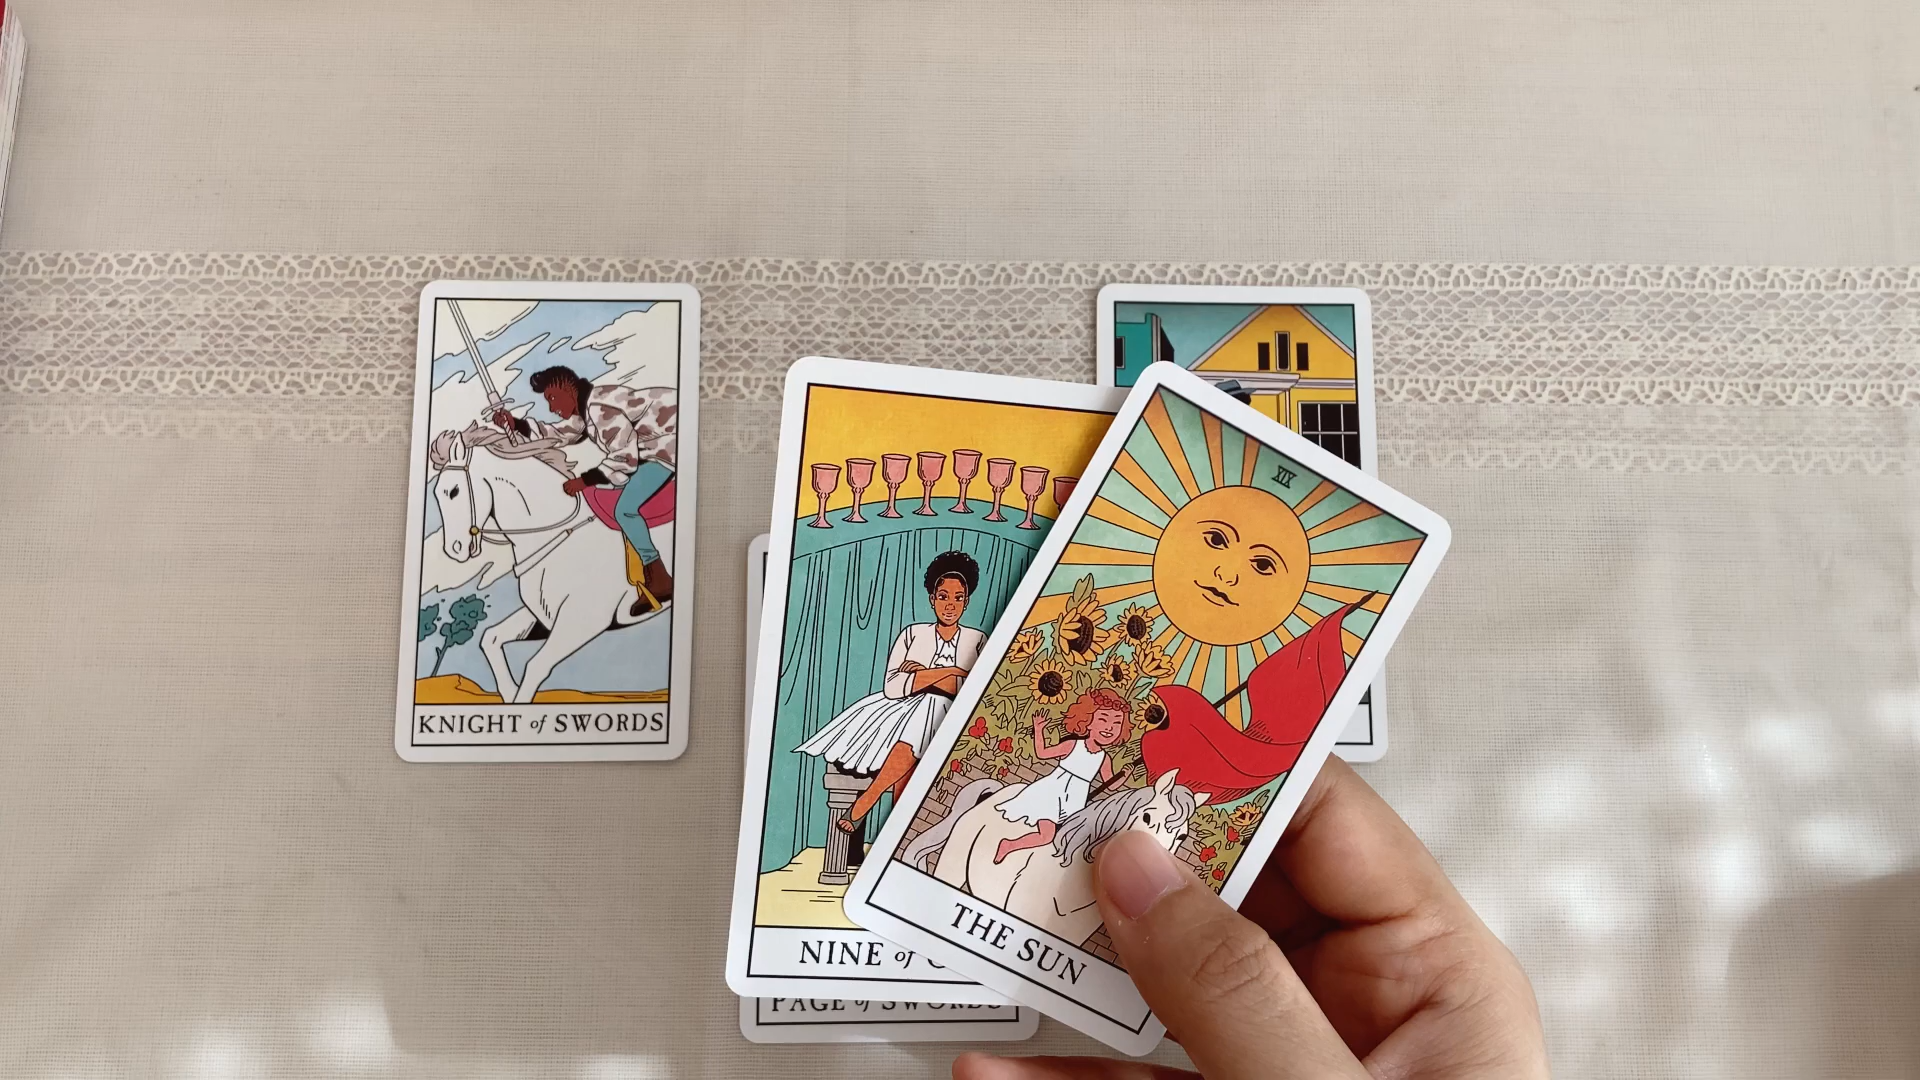 KNIGHT of SWORDS
XIX
THE SUN
NINE of
PAGE of SWORDS